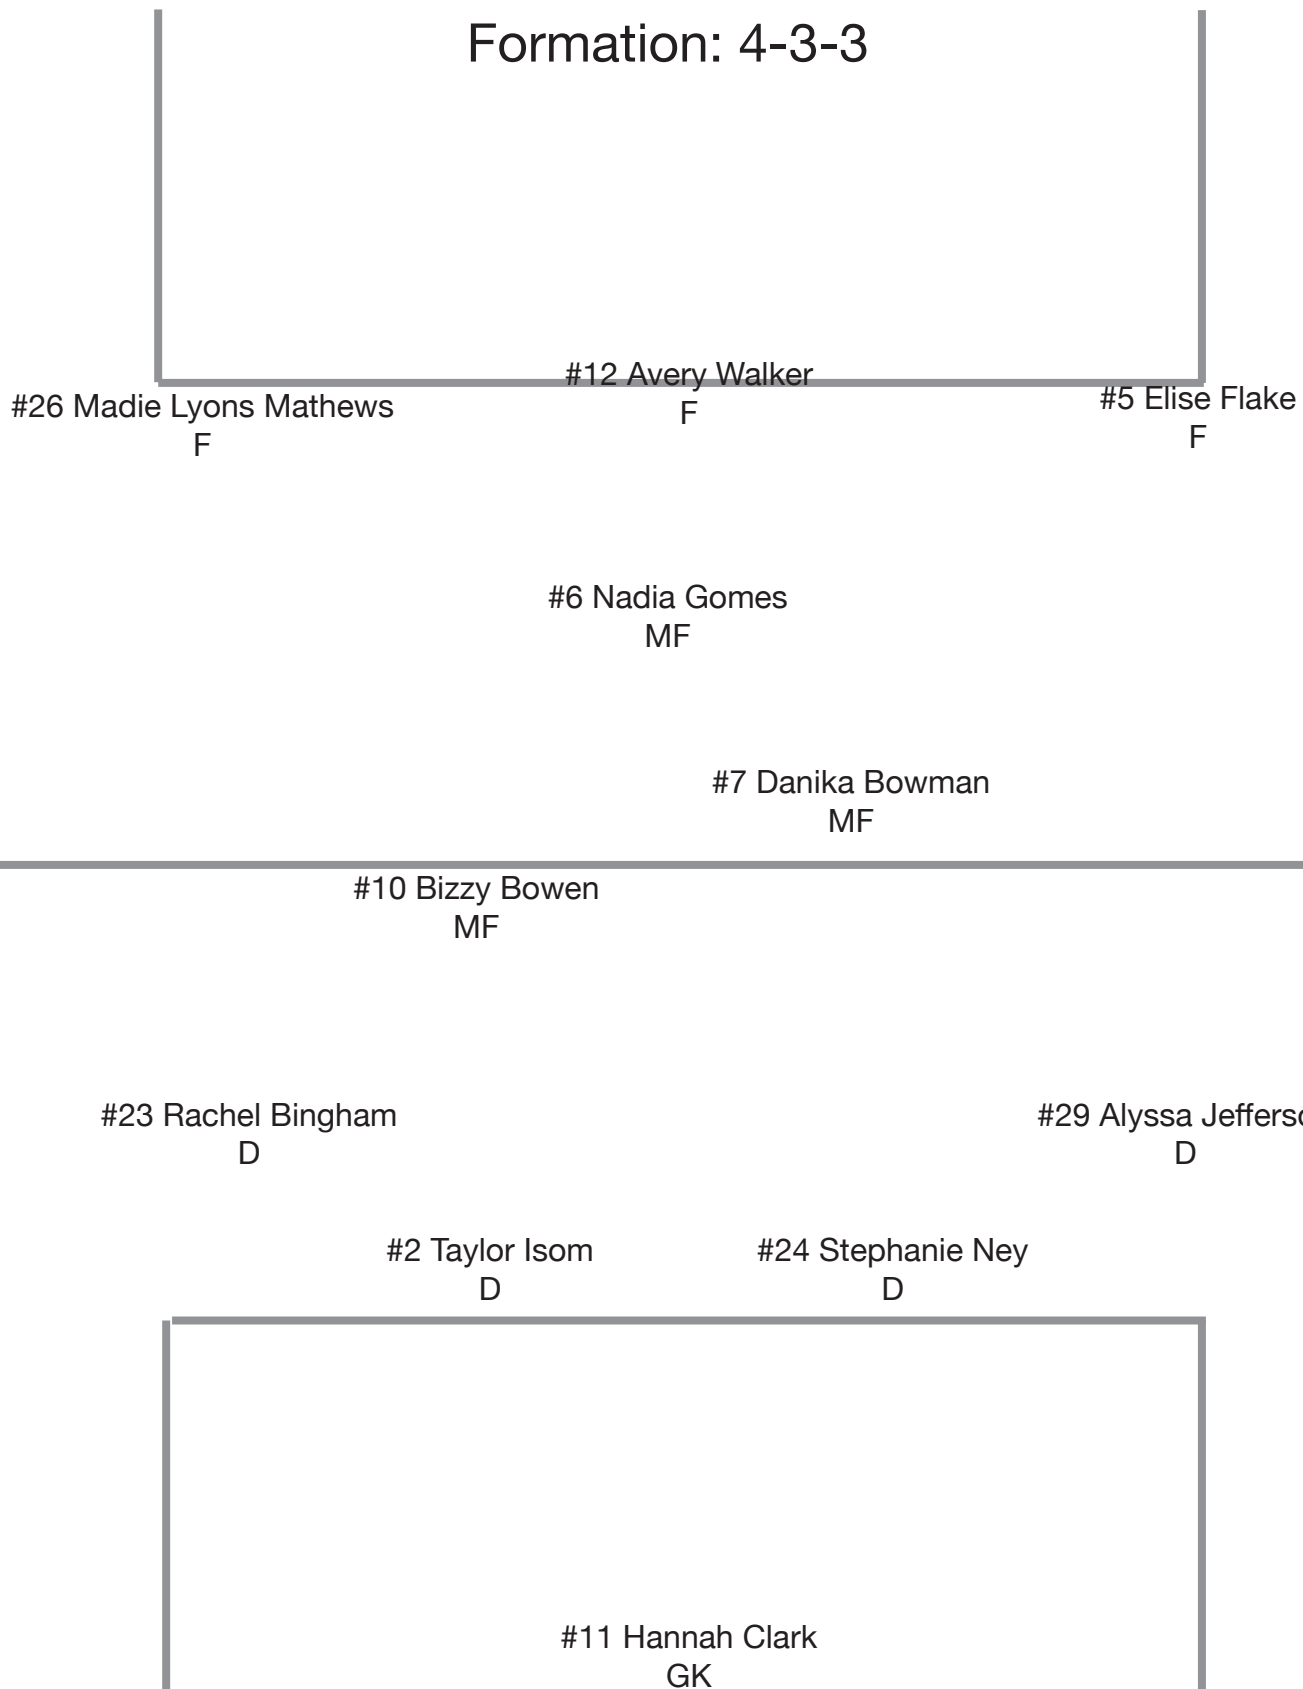 Formation: 4-3-3
#12 Avery Walker
F
#26 Madie Lyons Mathews
F
#5 Elise Flake
F
#6 Nadia Gomes
MF
#7 Danika Bowman
MF
#10 Bizzy Bowen
MF
#23 Rachel Bingham
D
#29 Alyssa
D
#2 Taylor Isom
D
#24 Stephanie Ney
D
#11 Hannah Clark
GK